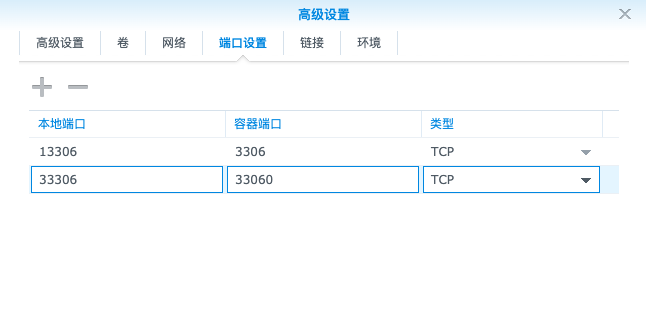 高级设置
高级设置 卷 网络 端口设置 链接 环境
本地端口 容器端口 类型
13306 3306 TCP
33306 33060 TCP